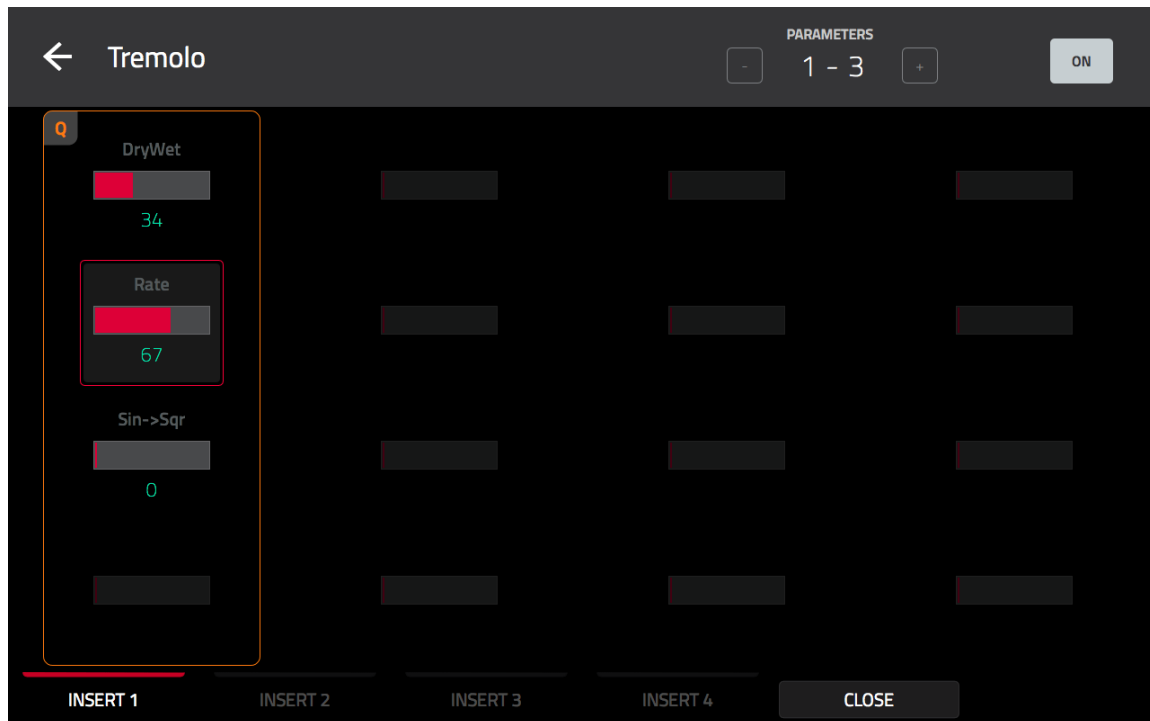 Tremolo
PARAMETERS
- 1 - 3 +
ON
Q
DryWet
34
Rate
67
Sin->Sqr
0
INSERT 1 INSERT 2 INSERT 3 INSERT 4 CLOSE